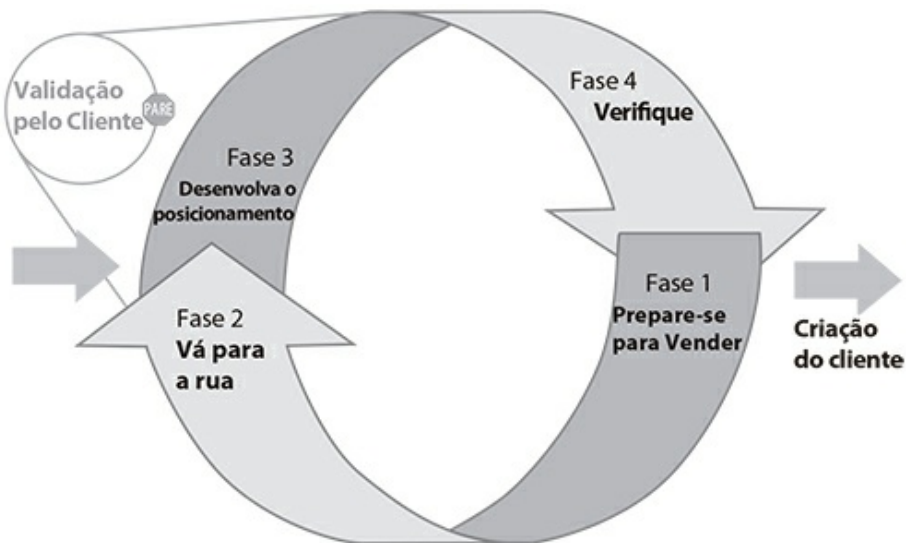 Validação
pelo Cliente
PARE
Fase 3
Desenvolva o
posicionamento
Fase 4
Verifique
Fase 2
Vá para
a rua
Fase 1
Prepare-se
para Vender
Criação
do cliente